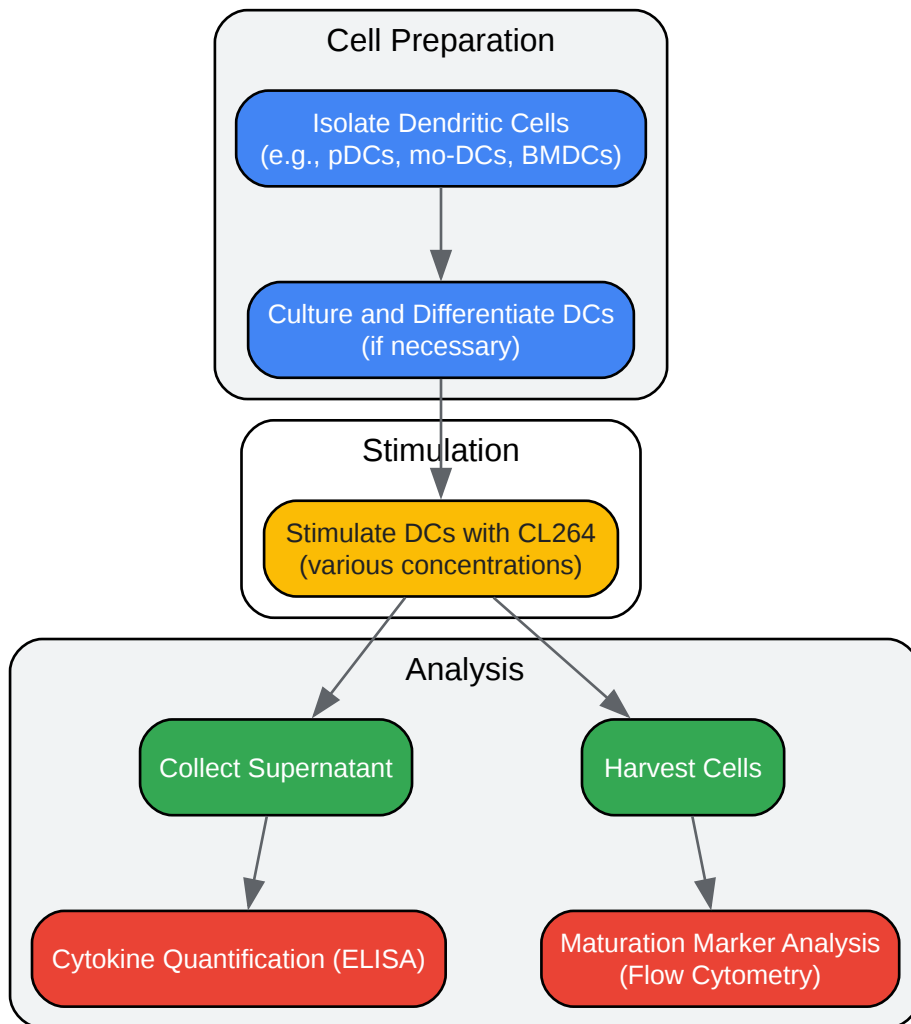 Cell Preparation
Isolate Dendritic Cells
(e.g., pDCs, mo-DCs, BMDCs)
Culture and Differentiate DCs
(if necessary)
Stimulation
Stimulate DCs with CL264
(various concentrations)
Analysis
Collect Supernatant
Harvest Cells
Cytokine Quantification (ELISA)
Maturation Marker Analysis
(Flow Cytometry)